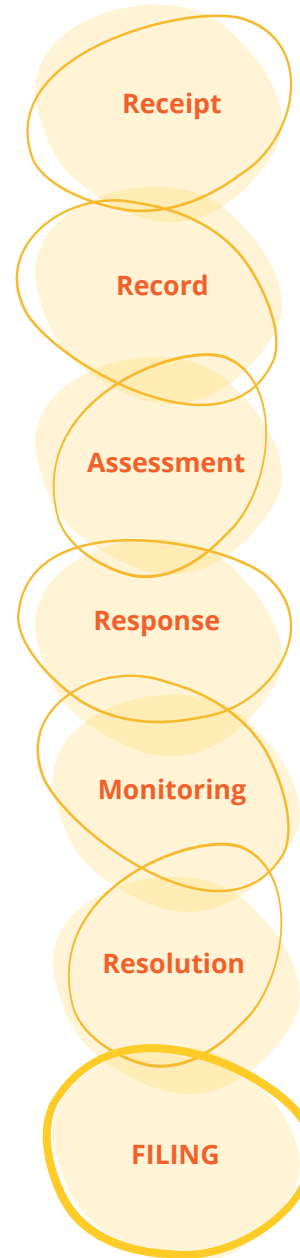 Receipt
Record
Assessment
Response
Monitoring
Resolution
FILING